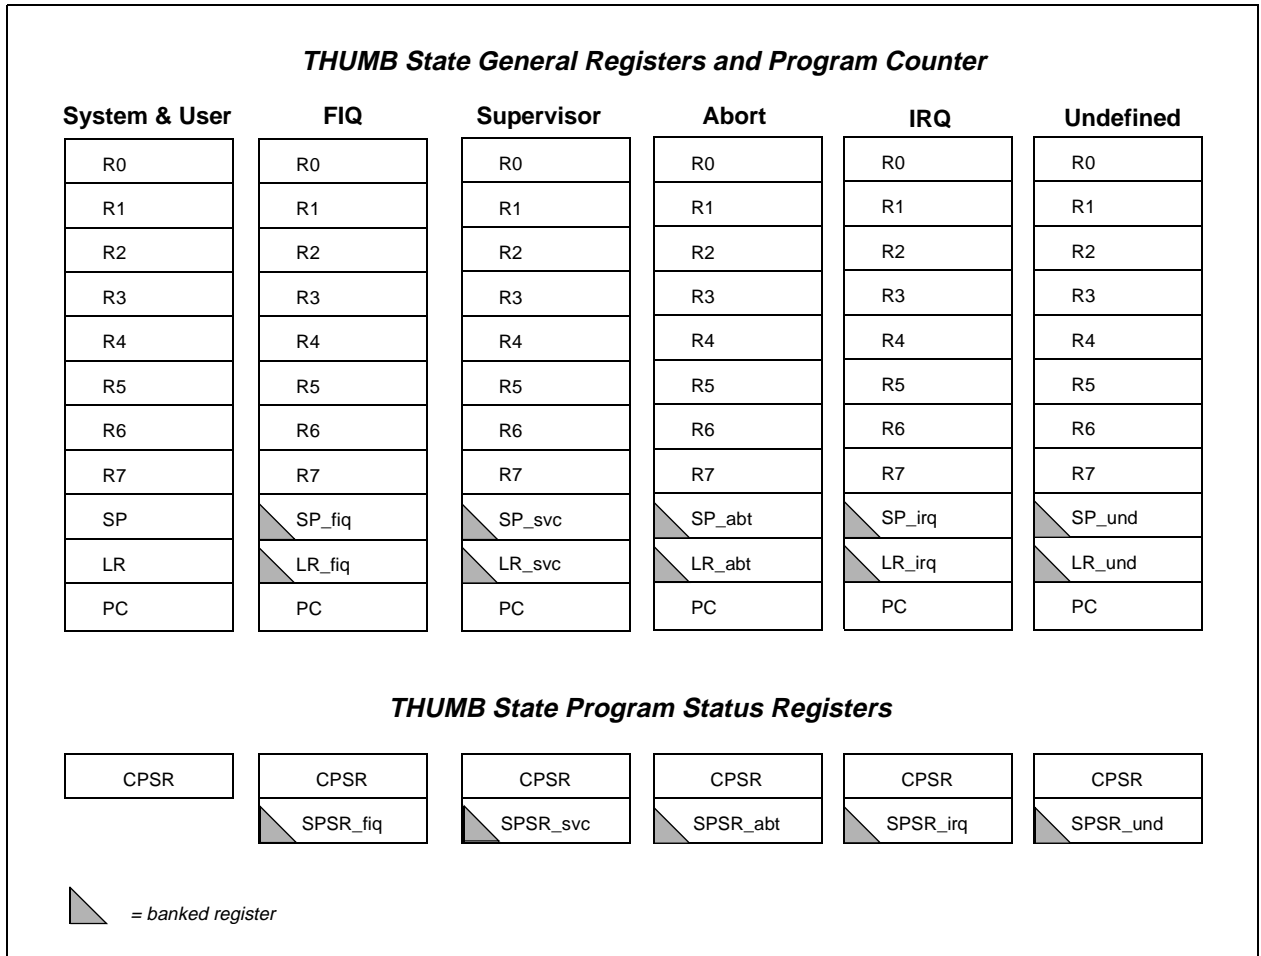 THUMB State General Registers and Program Counter
System & User FIQ Supervisor Abort IRQ Undefined
R0 R0 R0 R0 R0 R0
R1 R1 R1 R1 R1 R1
R2 R2 R2 R2 R2 R2
R3 R3 R3 R3 R3 R3
R4 R4 R4 R4 R4 R4
R5 R5 R5 R5 R5 R5
R6 R6 R6 R6 R6 R6
R7 R7 R7 R7 R7 R7
SP SP_fiq SP_svc SP_abt SP_irq SP_und
LR LR_fiq LR_svc LR_abt LR_irq LR_und
PC PC PC PC PC PC
THUMB State Program Status Registers
CPSR CPSR CPSR CPSR CPSR CPSR
SPSR_fiq SPSR_svc SPSR_abt SPSR_irq SPSR_und
= banked register